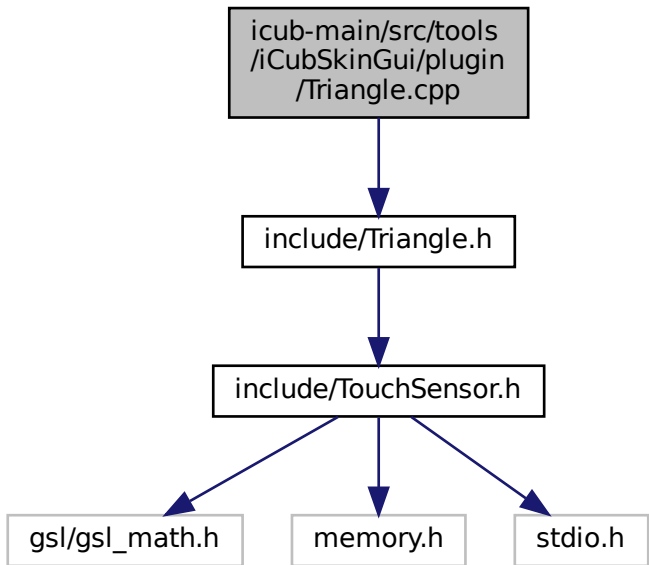 icub-main/src/tools
/iCubSkinGui/plugin
/Triangle.cpp
include/Triangle.h
include/TouchSensor.h
gsl/gsl_math.h
memory.h
stdio.h